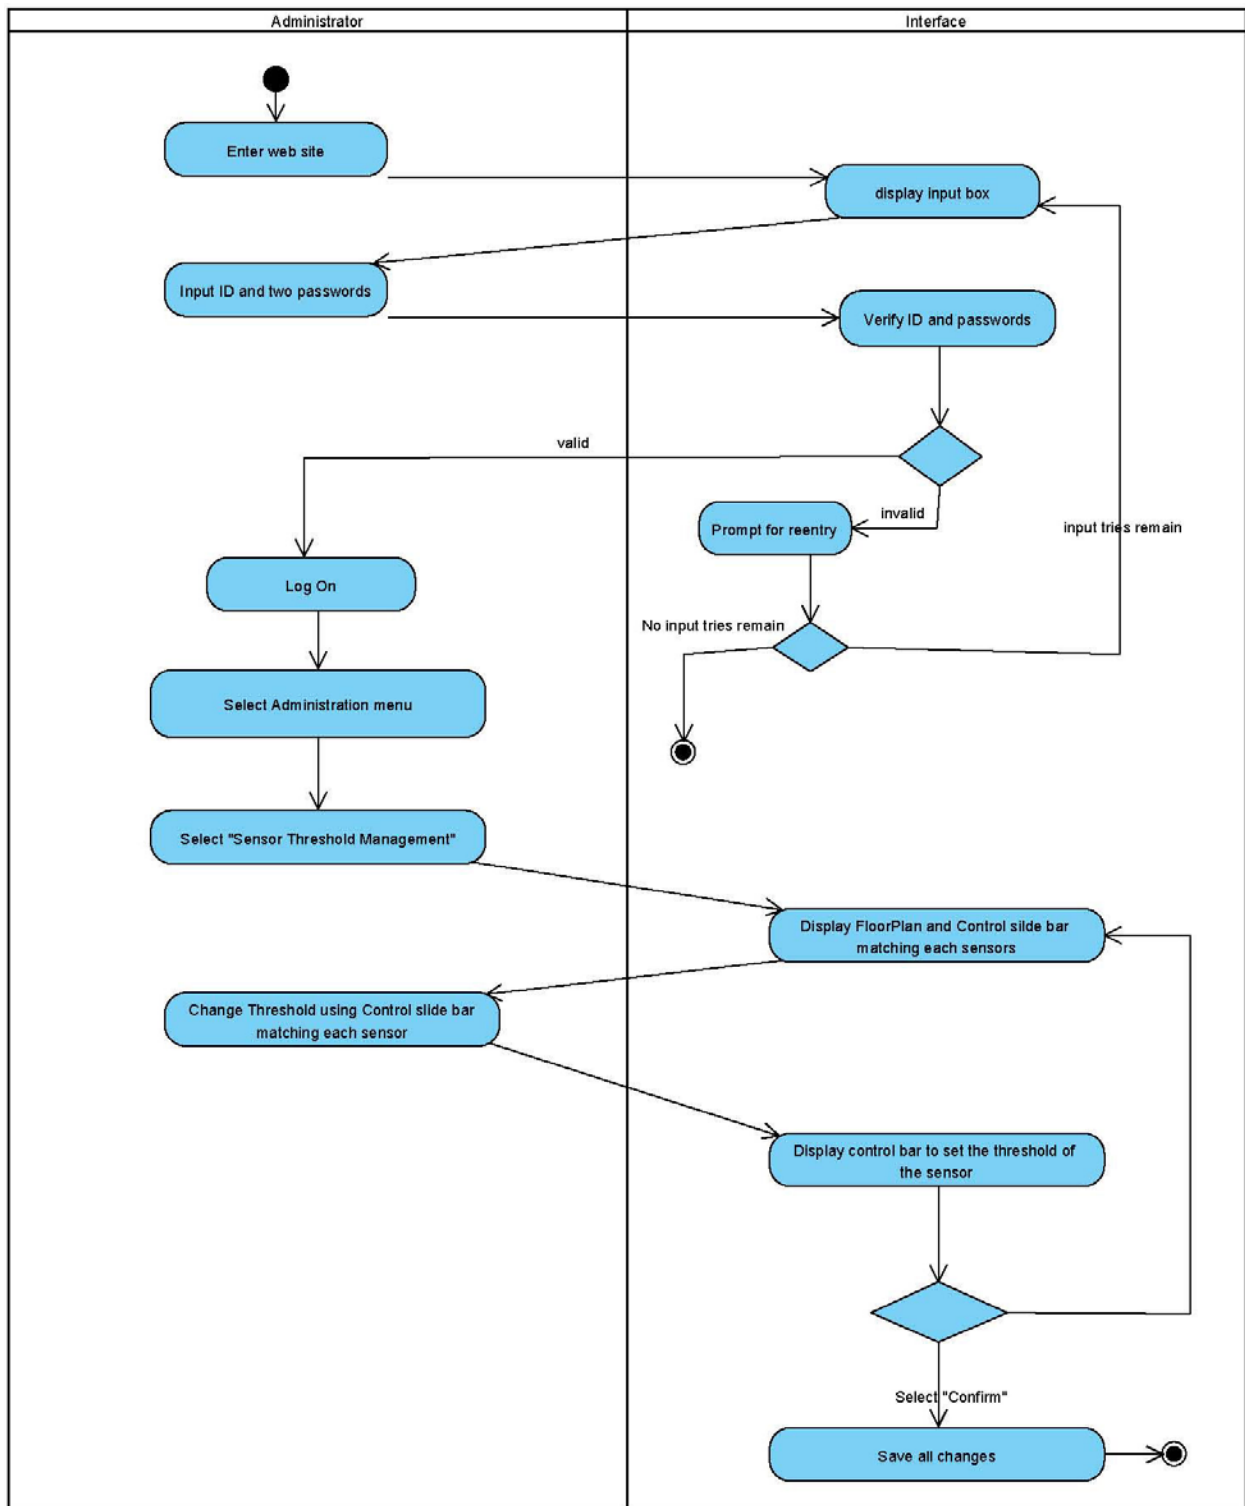 Administrator
Interface
Enter web site
display input box
Input ID and two passwords
Verify ID and passwords
valid
invalid
Prompt for reentry
input tries remain
Log On
No input tries remain
Select Administration menu
Select "Sensor Threshold Management"
Display FloorPlan and Control silde bar
matching each sensors
Change Threshold using Control slide bar
matching each sensor
Display control bar to set the threshold of
the sensor
Select "Confirm"
Save all changes